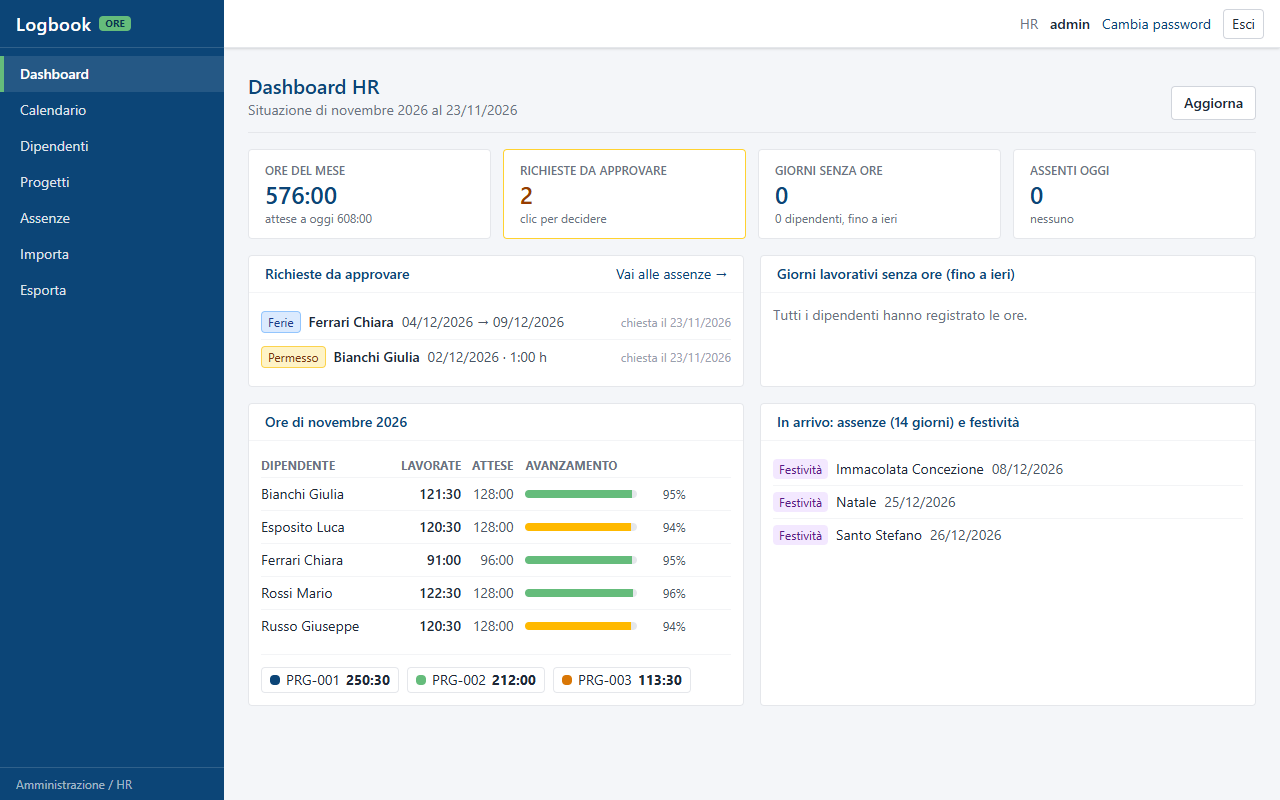 Logbook ORE
HR admin Cambia password Esci
Dashboard
Calendario
Dipendenti
Progetti
Assenze
Importa
Esporta
Amministrazione / HR
Dashboard HR
Situazione di novembre 2026 al 23/11/2026
Aggiorna
ORE DEL MESE
576:00
attese a oggi 608:00
RICHIESTE DA APPROVARE
2
clic per decidere
GIORNI SENZA ORE
0
0 dipendenti, fino a ieri
ASSENTI OGGI
0
nessuno
Richieste da approvare Vai alle assenze →
Ferie Ferrari Chiara 04/12/2026 → 09/12/2026 chiesta il 23/11/2026
Permesso Bianchi Giulia 02/12/2026 · 1:00 h chiesta il 23/11/2026
Giorni lavorativi senza ore (fino a ieri)
Tutti i dipendenti hanno registrato le ore.
Ore di novembre 2026
DIPENDENTE LAVORATE ATTESE AVANZAMENTO
Bianchi Giulia 121:30 128:00 95%
Esposito Luca 120:30 128:00 94%
Ferrari Chiara 91:00 96:00 95%
Rossi Mario 122:30 128:00 96%
Russo Giuseppe 120:30 128:00 94%
PRG-001 250:30 PRG-002 212:00 PRG-003 113:30
In arrivo: assenze (14 giorni) e festività
Festività Immacolata Concezione 08/12/2026
Festività Natale 25/12/2026
Festività Santo Stefano 26/12/2026